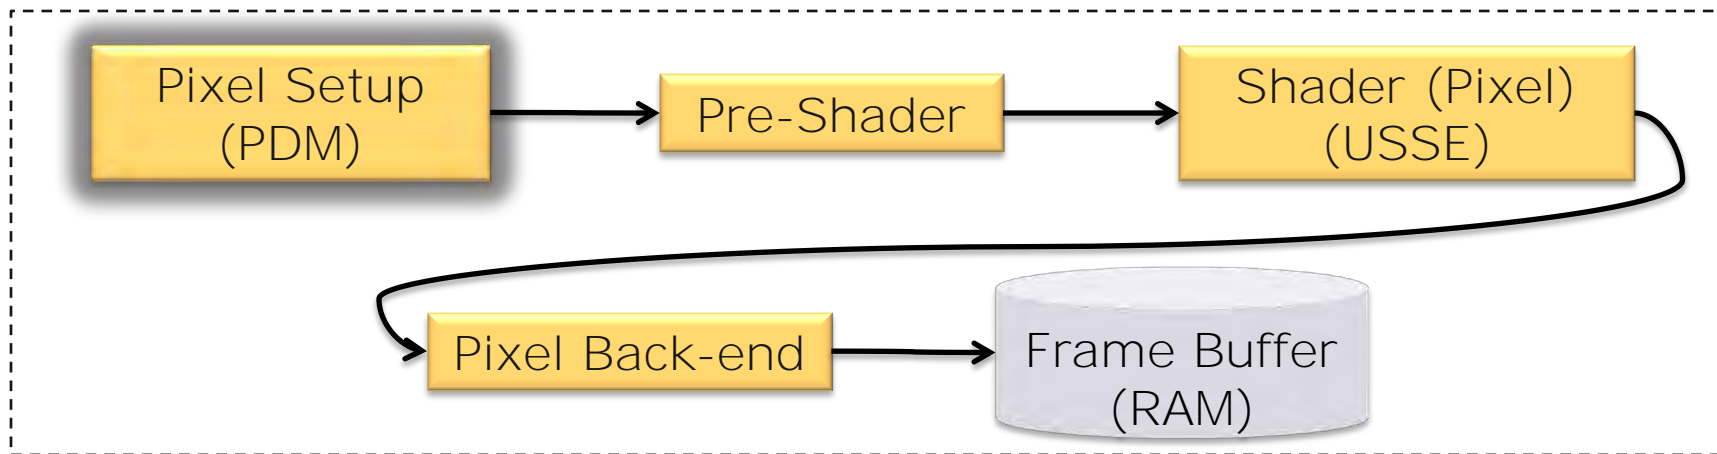 Pixel Setup
(PDM)
Pre-Shader
Shader (Pixel)
(USSE)
Pixel Back-end
Frame Buffer
(RAM)